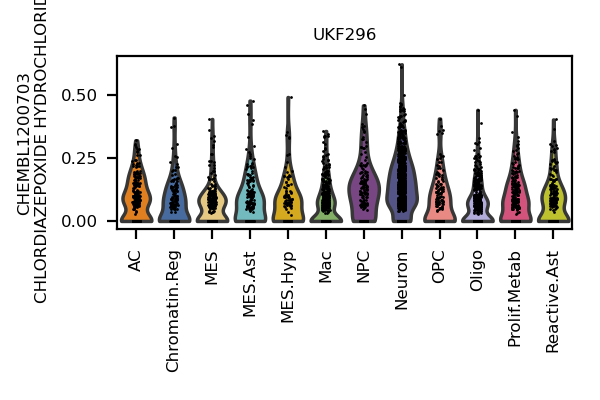 UKF296
CHEMBL1200703
CHLORDIAZEPOXIDE HYDROCHLORID
0.50
0.25
0.00
AC
Chromatin.Reg
MES
MES.Ast
MES.Hyp
Mac
NPC
Neuron
OPC
Oligo
Prolif.Metab
Reactive.Ast